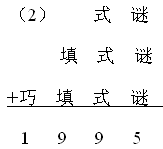 （2） 式 谜
填 式 谜
+巧 填 式 谜
1 9 9 5